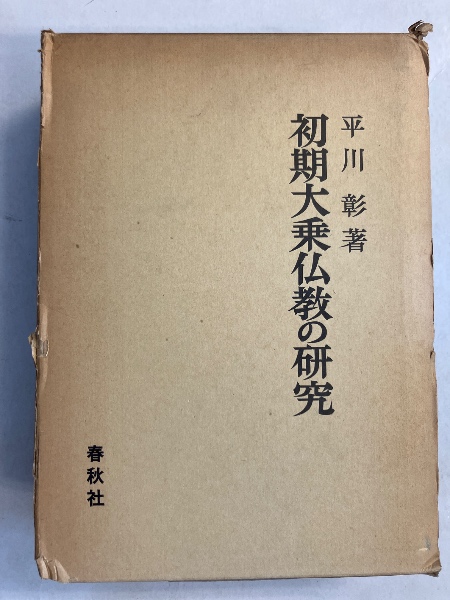 平川 彰 著
初期大乗仏教の研究
春秋社